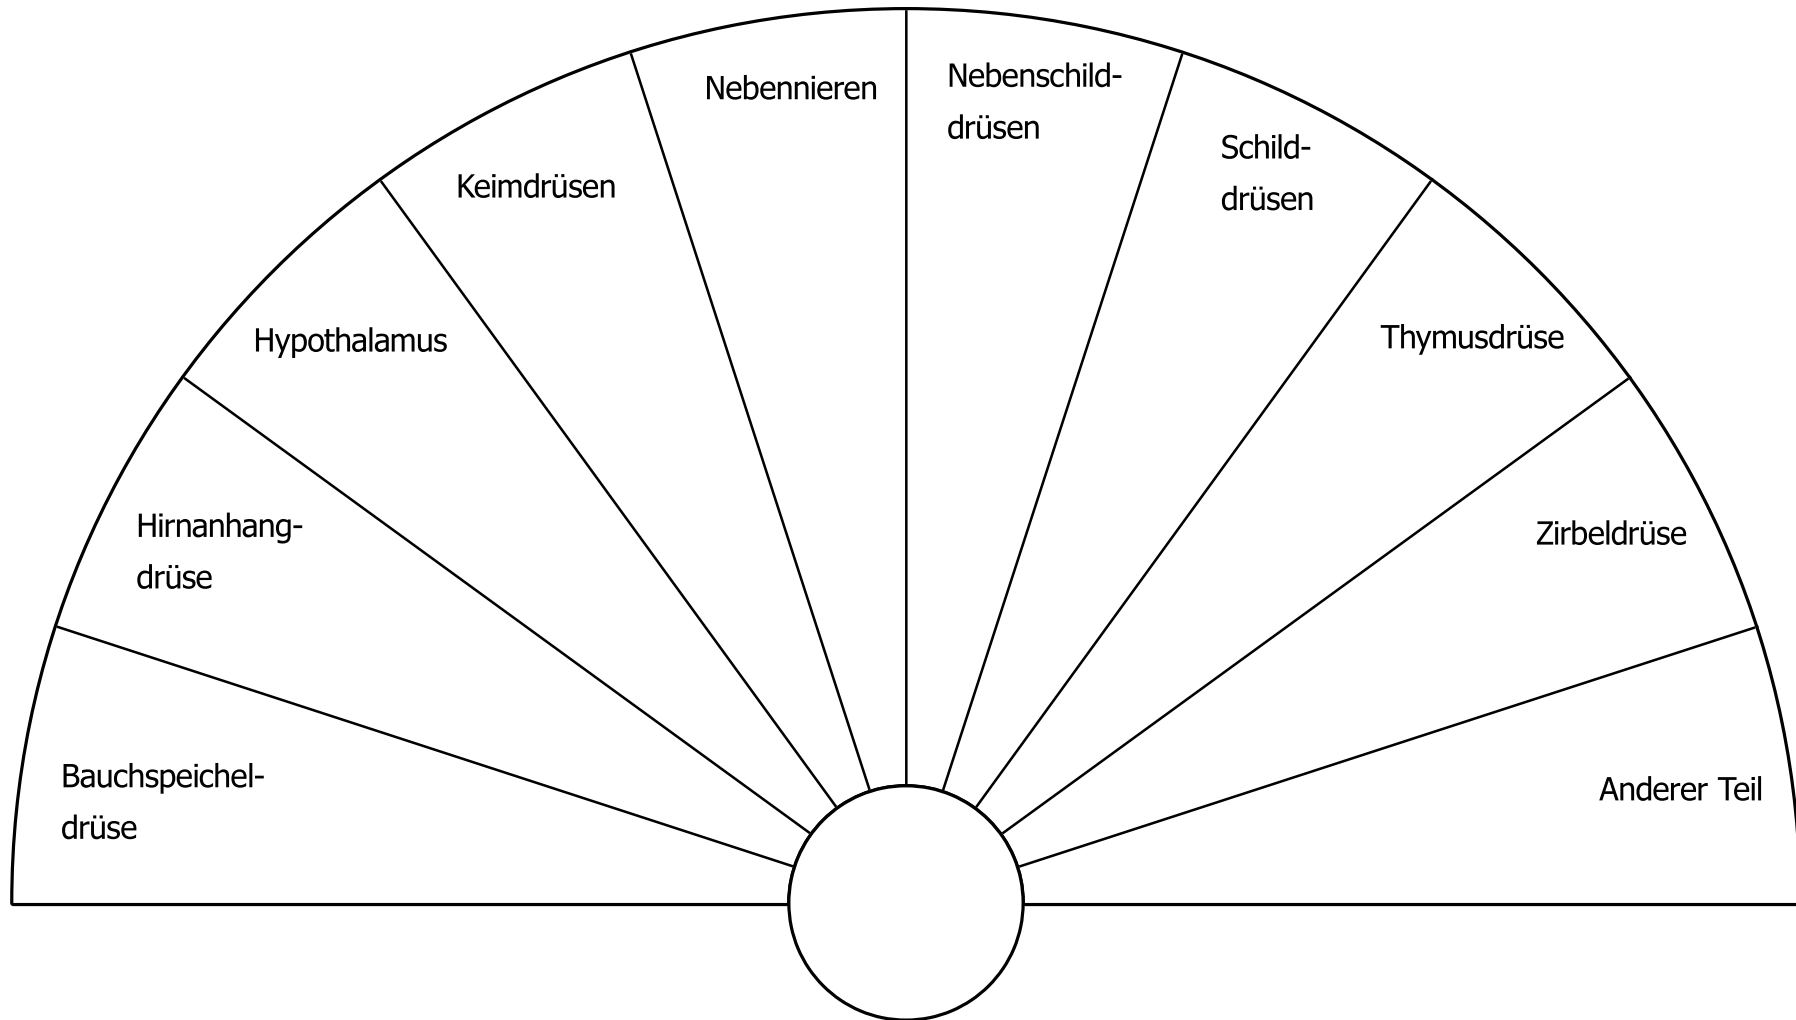 Bauchspeichel-
drüse
Hirnanhang-
drüse
Hypothalamus
Keimdrüsen
Nebennieren
Nebenschild-
drüsen
Schild-
drüsen
Thymusdrüse
Zirbeldrüse
Anderer Teil